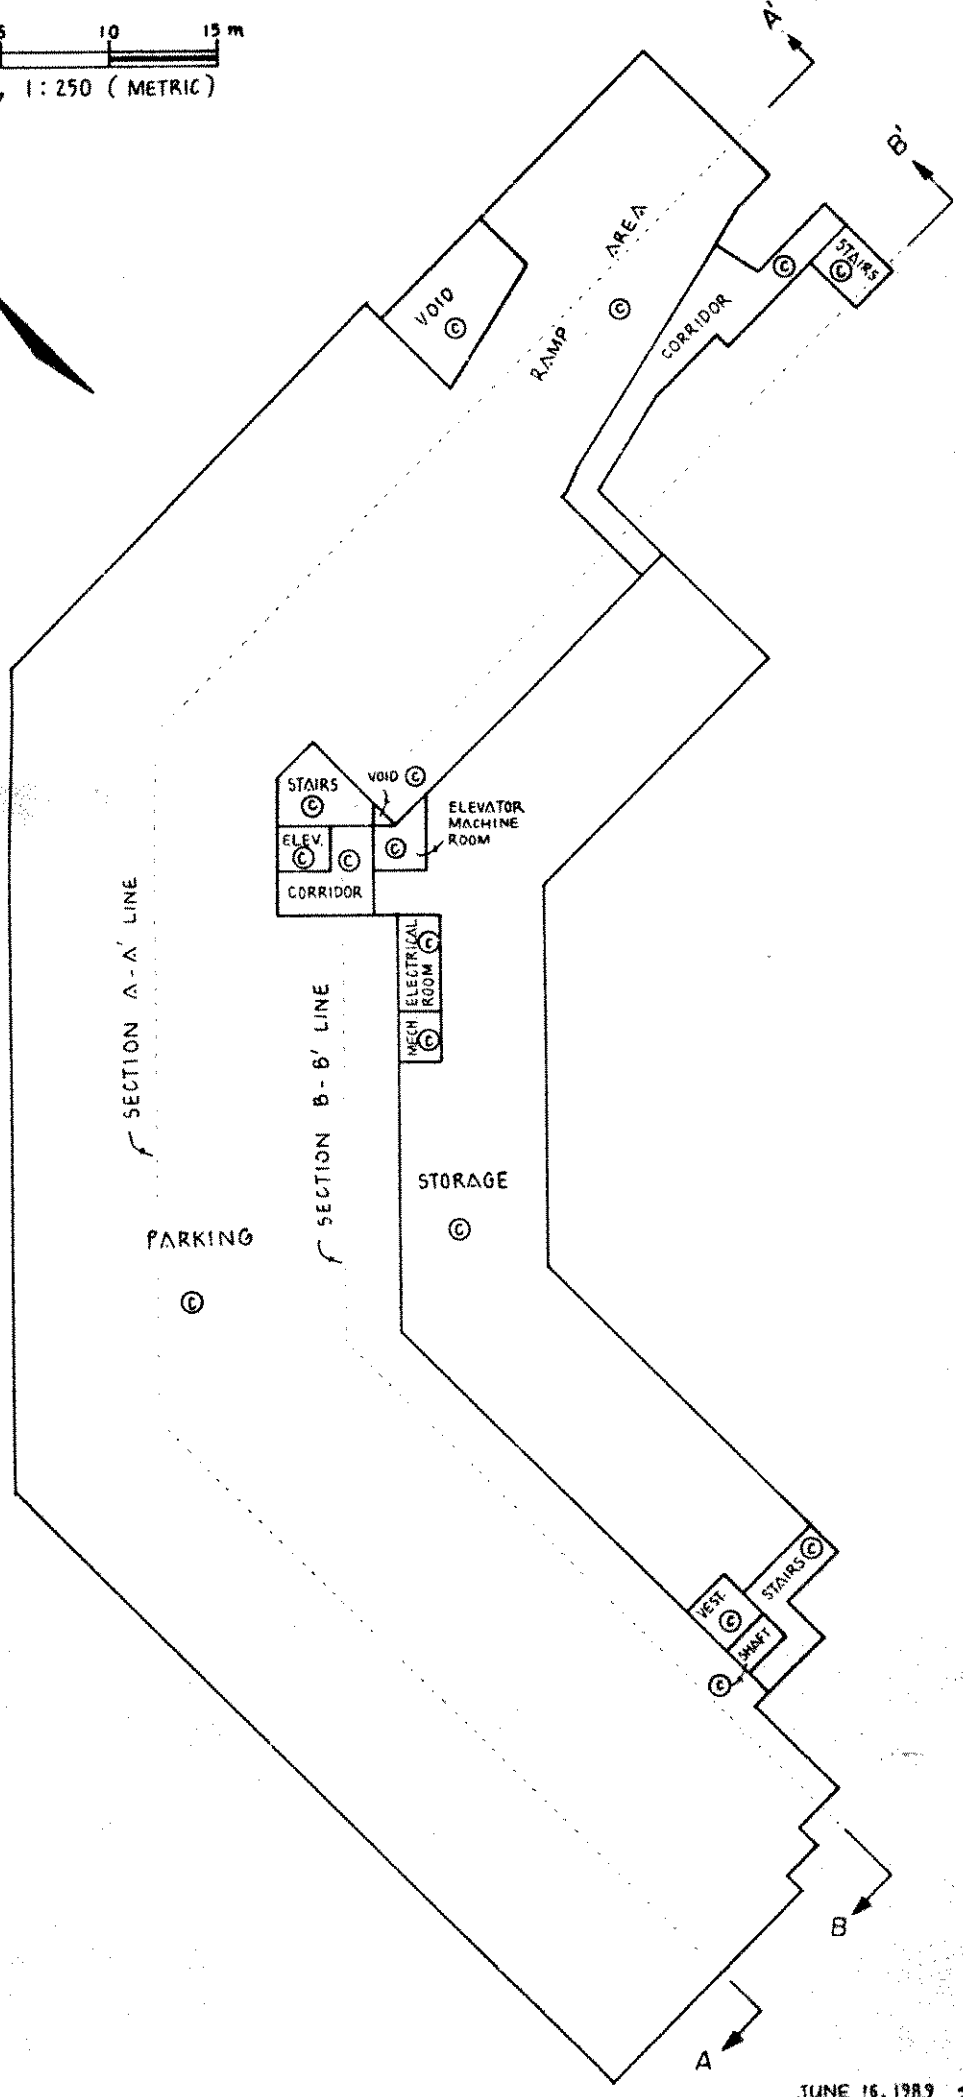 5 10 15 m
1:250 (METRIC)
A'
B'
AREA
RAMP
Ⓒ
STAIRS
Ⓒ
Ⓒ
CORRIDOR
VOID
Ⓒ
STAIRS
Ⓒ
VOID Ⓒ
ELEVATOR
MACHINE
ROOM
ELEV.
Ⓒ
Ⓒ
Ⓒ
CORRIDOR
SECTION A-A' LINE
SECTION B-B' LINE
ELECTRICAL
ROOM
Ⓒ
MECH.
Ⓒ
STORAGE
Ⓒ
PARKING
Ⓒ
STAIRS
Ⓒ
VEST.
Ⓒ
SHAFT
Ⓒ
B
A
JUNE 16, 1989